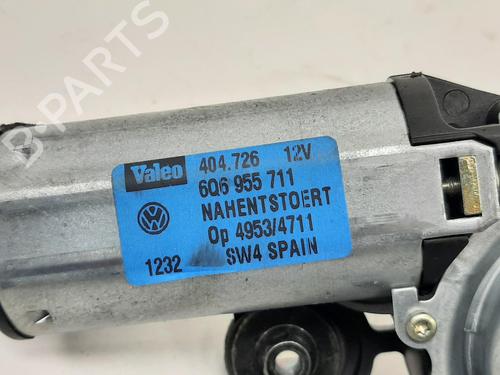 B-PARTS
Valeo 404.726 12V
6Q6 955 711
NAHENTSTOERT
Op 4953/4711
1232 SW4 SPAIN